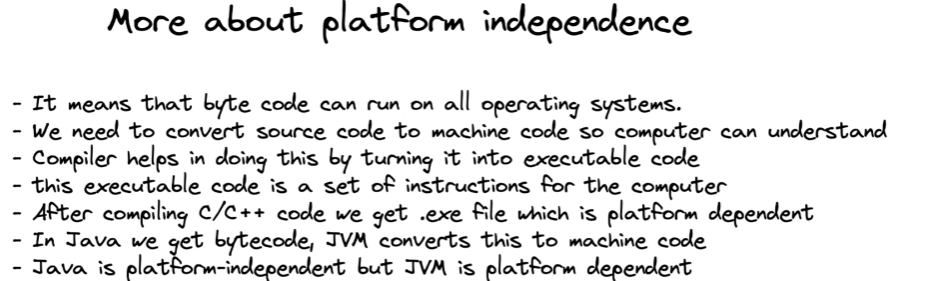 More about platform independence
- It means that byte code can run on all operating systems.
- We need to convert source code to machine code so computer can understand
- Compiler helps in doing this by turning it into executable code
- this executable code is a set of instructions for the computer
- After compiling C/C++ code we get .exe file which is platform dependent
- In Java we get bytecode, JVM converts this to machine code
- Java is platform-independent but JVM is platform dependent